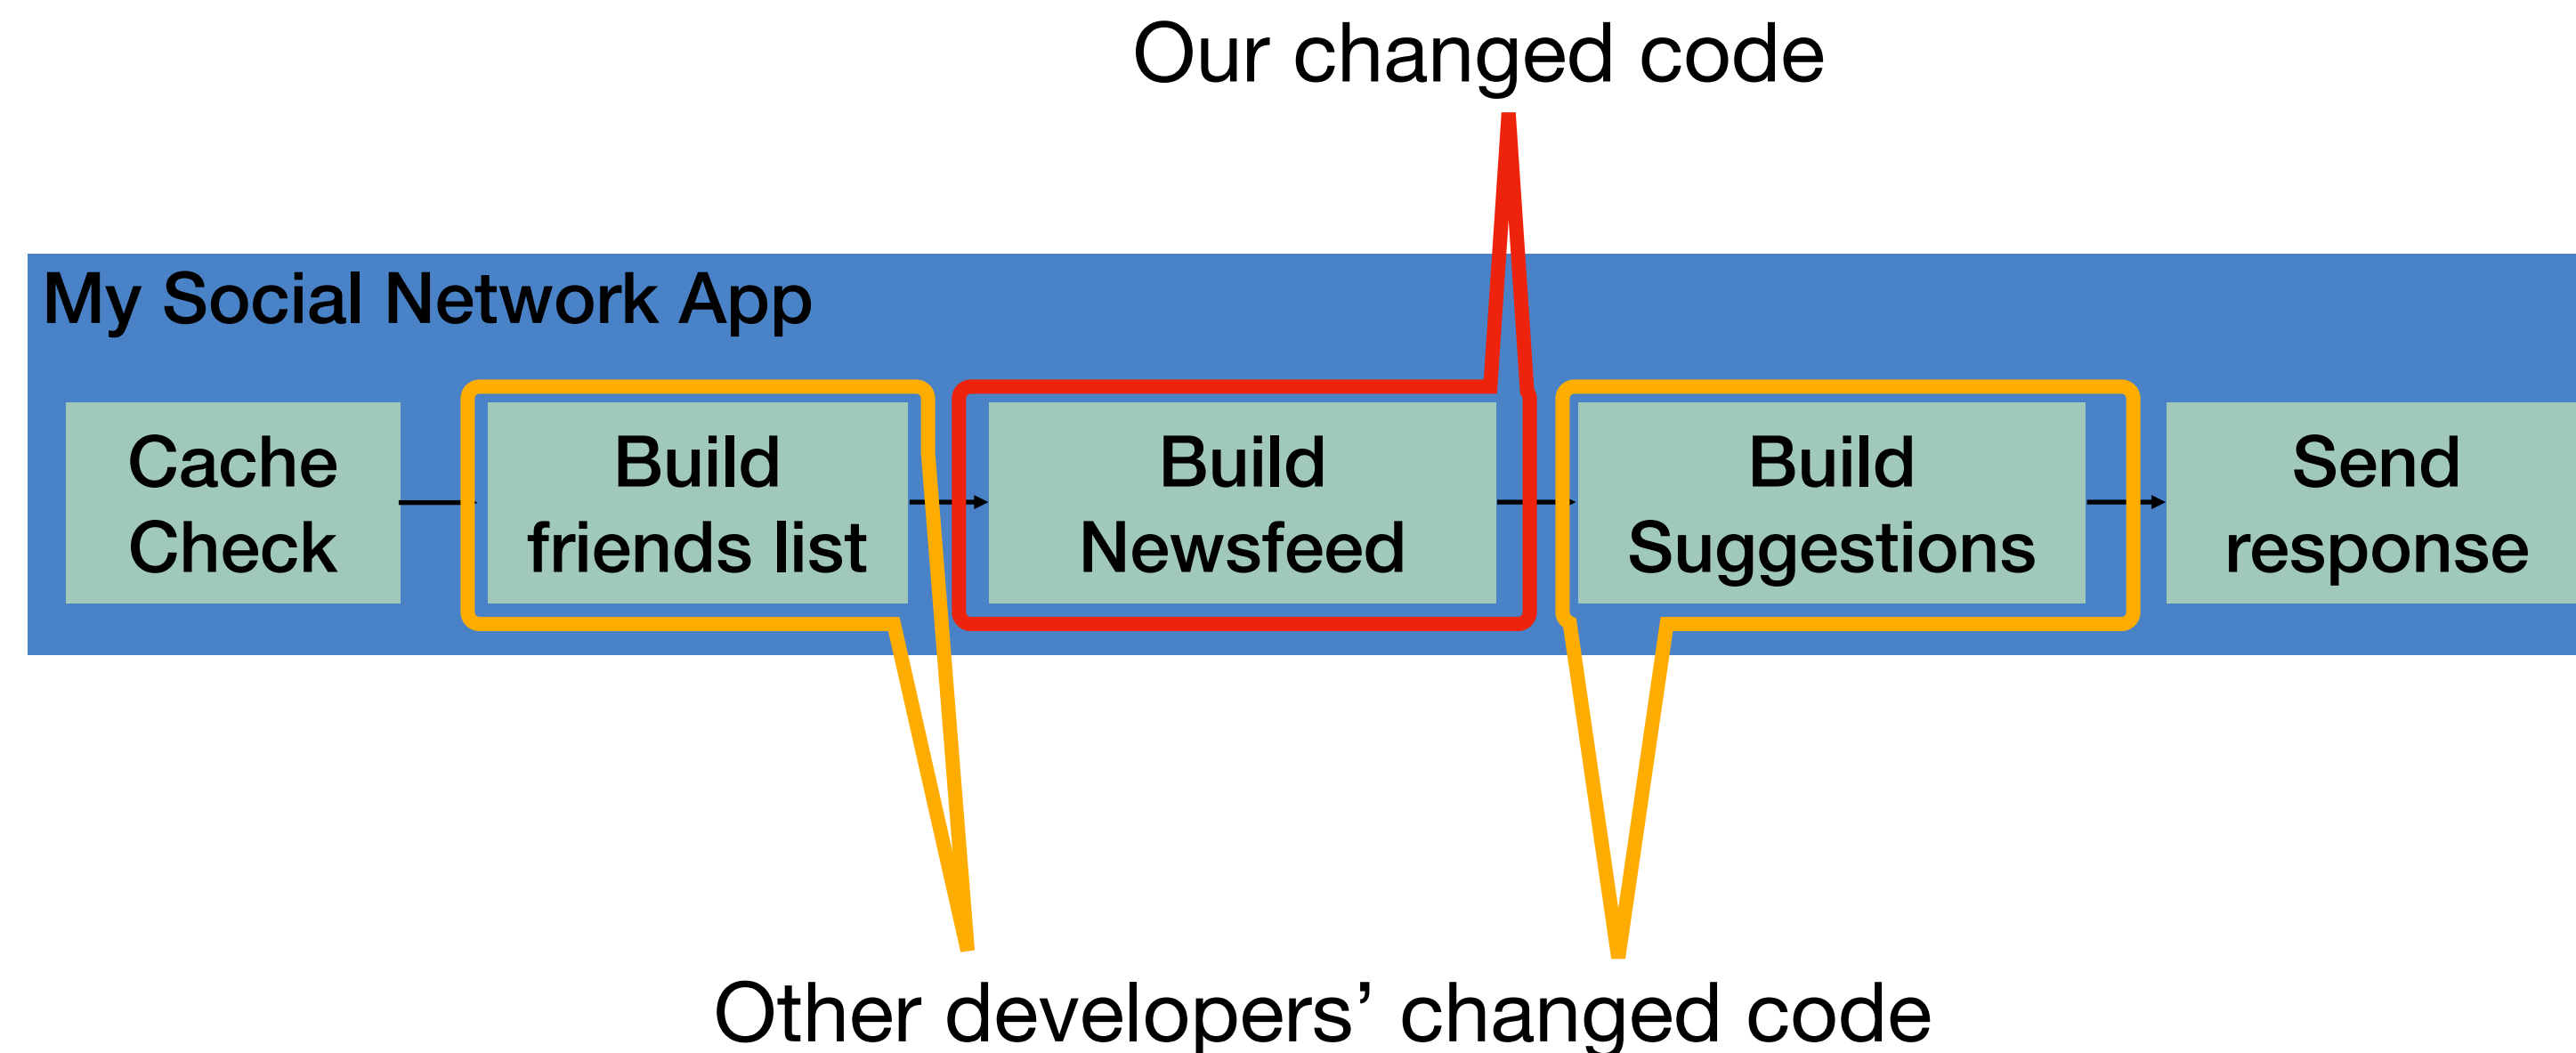 Our changed code
My Social Network App
Cache
Check
Build
friends list
Build
Newsfeed
Build
Suggestions
Send
response
Other developers’ changed code